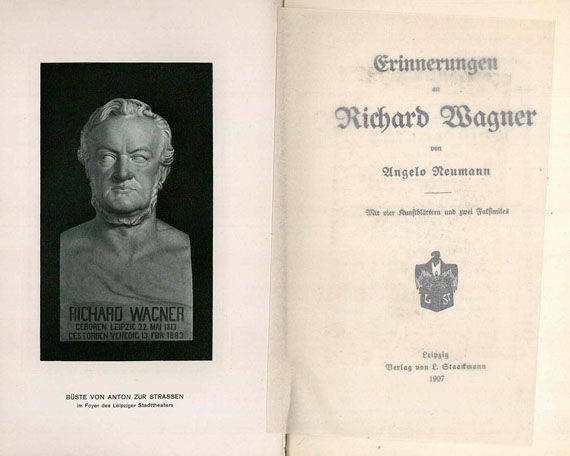 RICHARD WAGNER
GEBOREN LEIPZIG 22. MAI 1813
GESTORBEN VENEDIG 13. FBR. 1883
BÜSTE VON ANTON ZUR STRASSEN
im Foyer des Leipziger Stadttheaters
Erinnerungen
an
Richard Wagner
von
Angelo Neumann
Mit vier Kunstblättern und zwei Faksimiles
L S
Leipzig
Verlag von L. Staackmann
1907